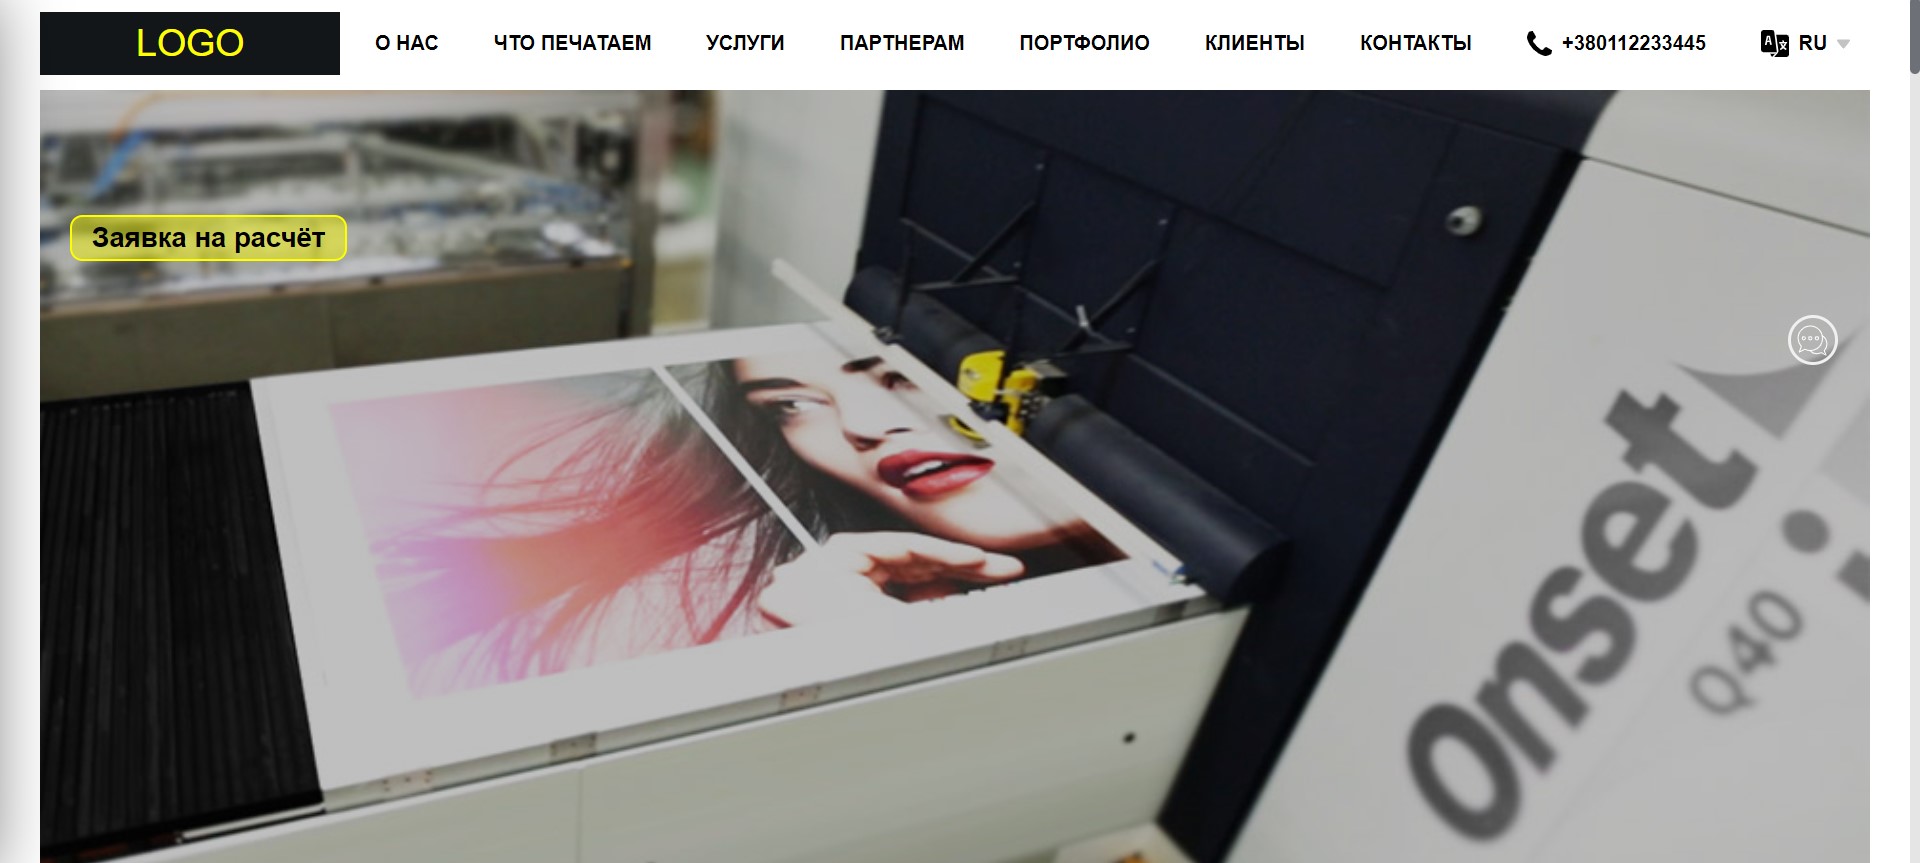 LOGO О НАС ЧТО ПЕЧАТАЕМ УСЛУГИ ПАРТНЕРАМ ПОРТФОЛИО КЛИЕНТЫ КОНТАКТЫ +380112233445 RU
Заявка на расчёт
Onset
Q40